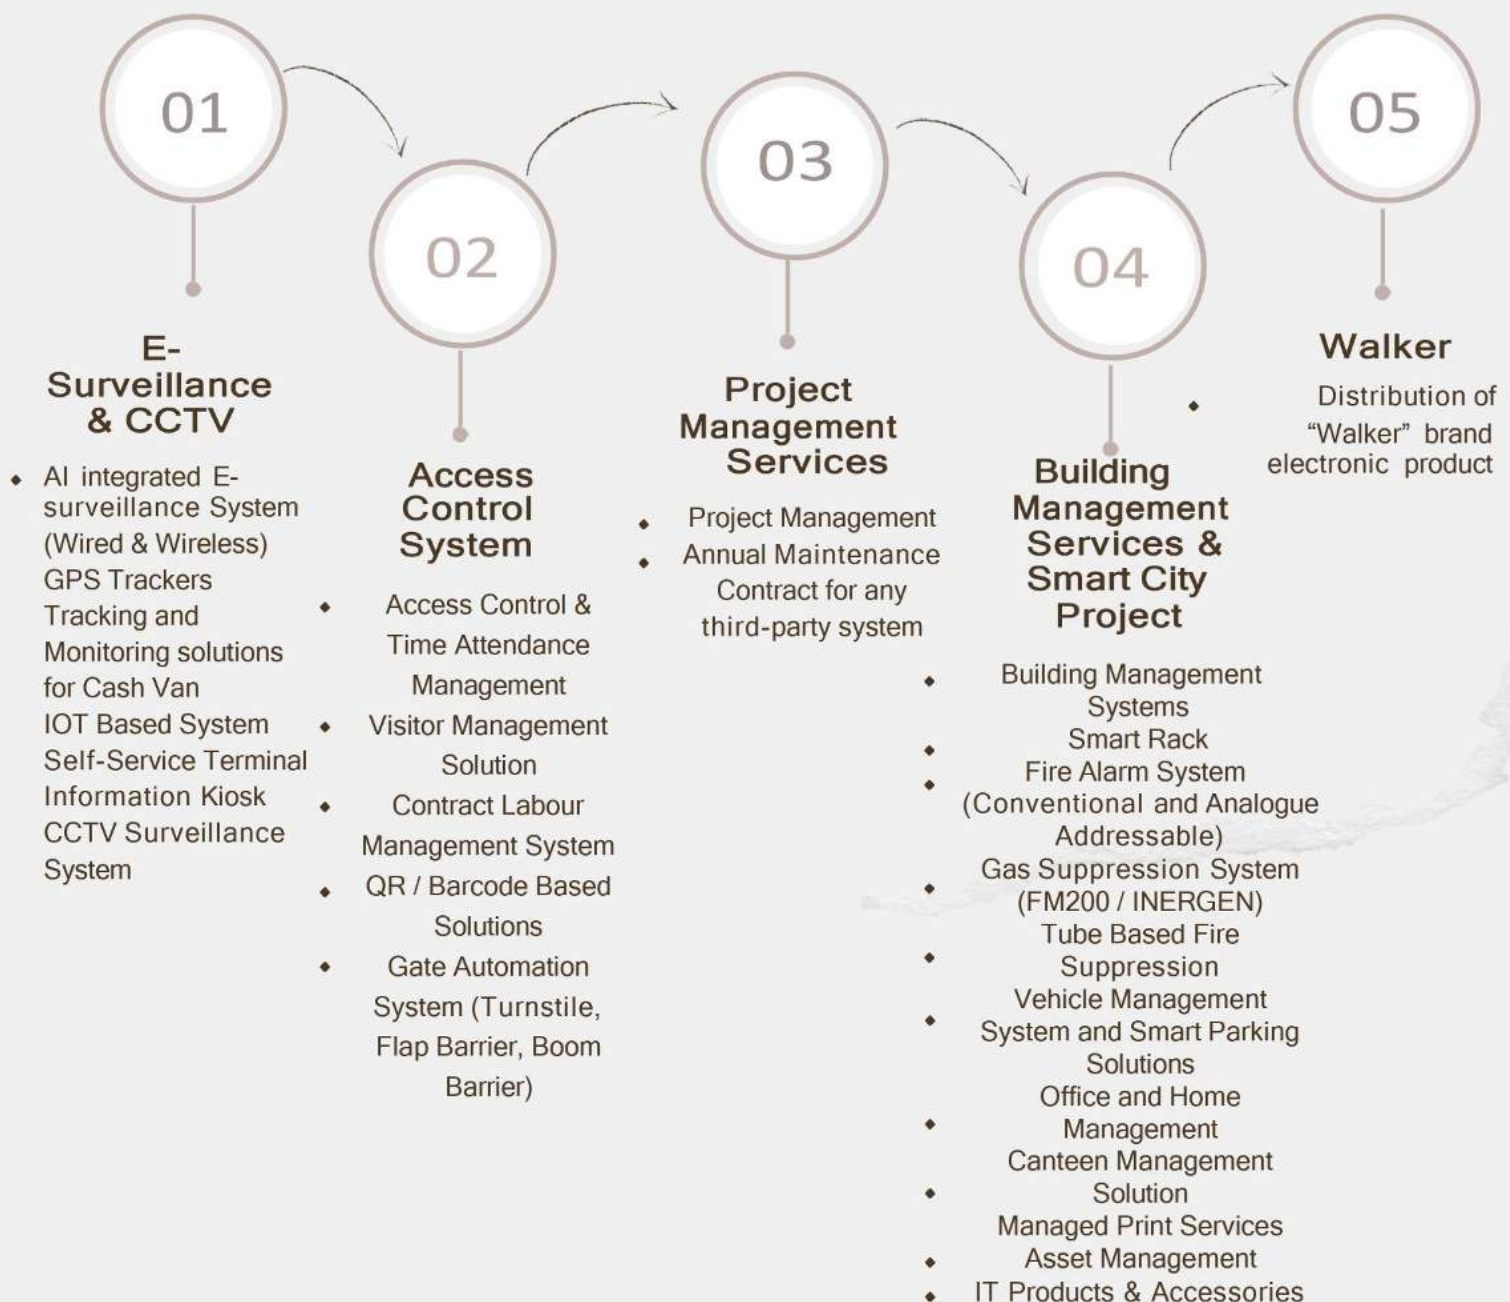 01
E-
Surveillance
& CCTV
AI integrated E-
surveillance System
(Wired & Wireless)
GPS Trackers
Tracking and
Monitoring solutions
for Cash Van
IOT Based System
Self-Service Terminal
Information Kiosk
CCTV Surveillance
System
02
Access
Control
System
Access Control &
Time Attendance
Management
Visitor Management
Solution
Contract Labour
Management System
QR / Barcode Based
Solutions
Gate Automation
System (Turnstile,
Flap Barrier, Boom
Barrier)
03
Project
Management
Services
Project Management
Annual Maintenance
Contract for any
third-party system
04
Building
Management
Services &
Smart City
Project
Building Management
Systems
Smart Rack
Fire Alarm System
(Conventional and Analogue
Addressable)
Gas Suppression System
(FM200 / INERGEN)
Tube Based Fire
Suppression
Vehicle Management
System and Smart Parking
Solutions
Office and Home
Management
Canteen Management
Solution
Managed Print Services
Asset Management
IT Products & Accessories
05
Walker
Distribution of
“Walker” brand
electronic product